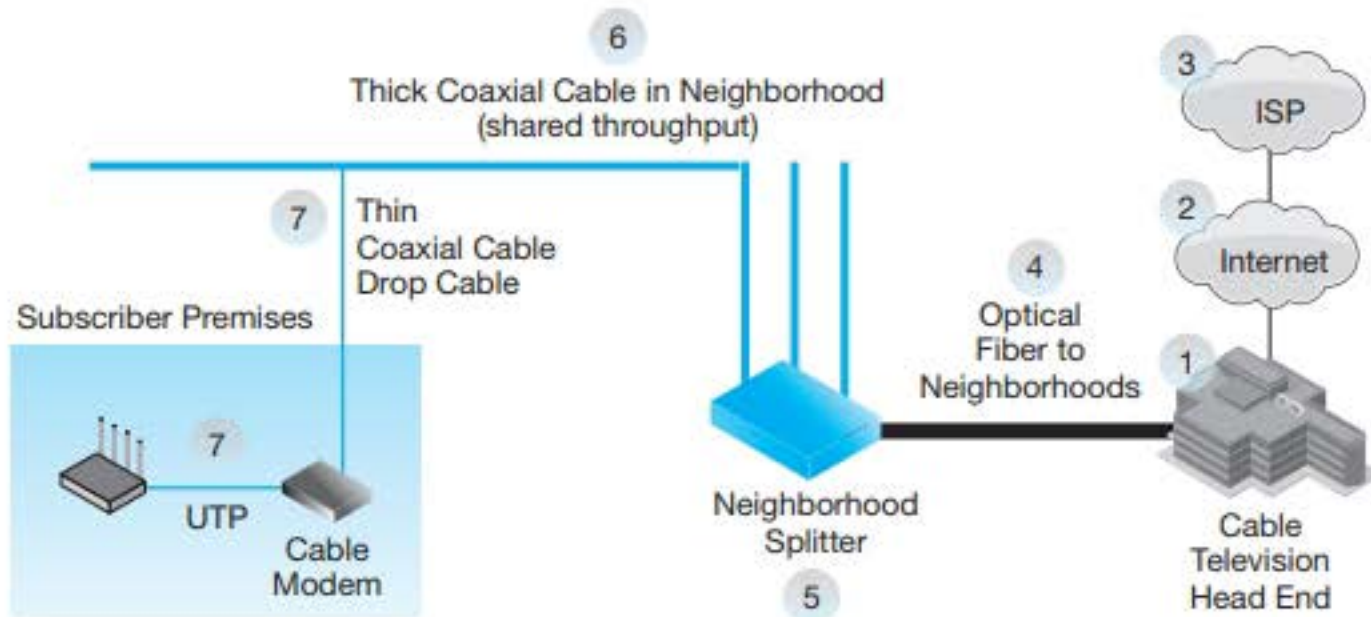 6
Thick Coaxial Cable in Neighborhood
(shared throughput)
3
ISP
7
Thin
Coaxial Cable
Drop Cable
2
Internet
4
Optical
Fiber to
Neighborhoods
1
Subscriber Premises
7
UTP
Cable
Modem
Neighborhood
Splitter
5
Cable
Television
Head End